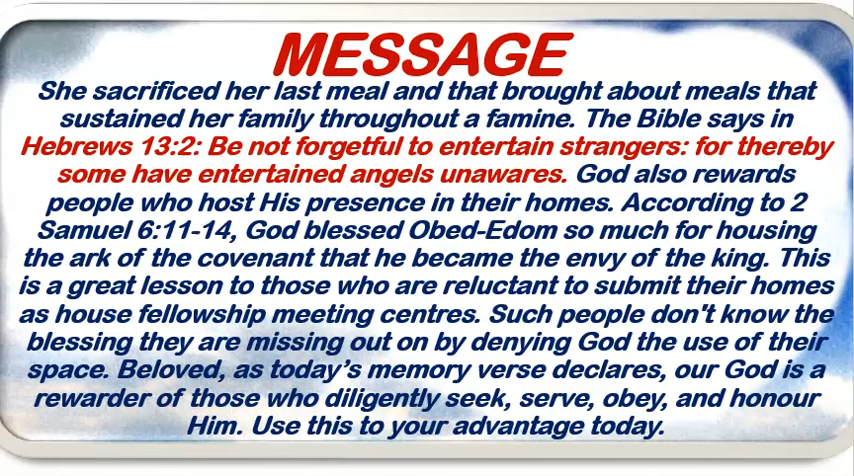 MESSAGE
She sacrificed her last meal and that brought about meals that
sustained her family throughout a famine. The Bible says in
Hebrews 13:2: Be not forgetful to entertain strangers: for thereby
some have entertained angels unawares. God also rewards
people who host His presence in their homes. According to 2
Samuel 6:11-14, God blessed Obed-Edom so much for housing
the ark of the covenant that he became the envy of the king. This
is a great lesson to those who are reluctant to submit their homes
as house fellowship meeting centres. Such people don't know the
blessing they are missing out on by denying God the use of their
space. Beloved, as today’s memory verse declares, our God is a
rewarder of those who diligently seek, serve, obey, and honour
Him. Use this to your advantage today.